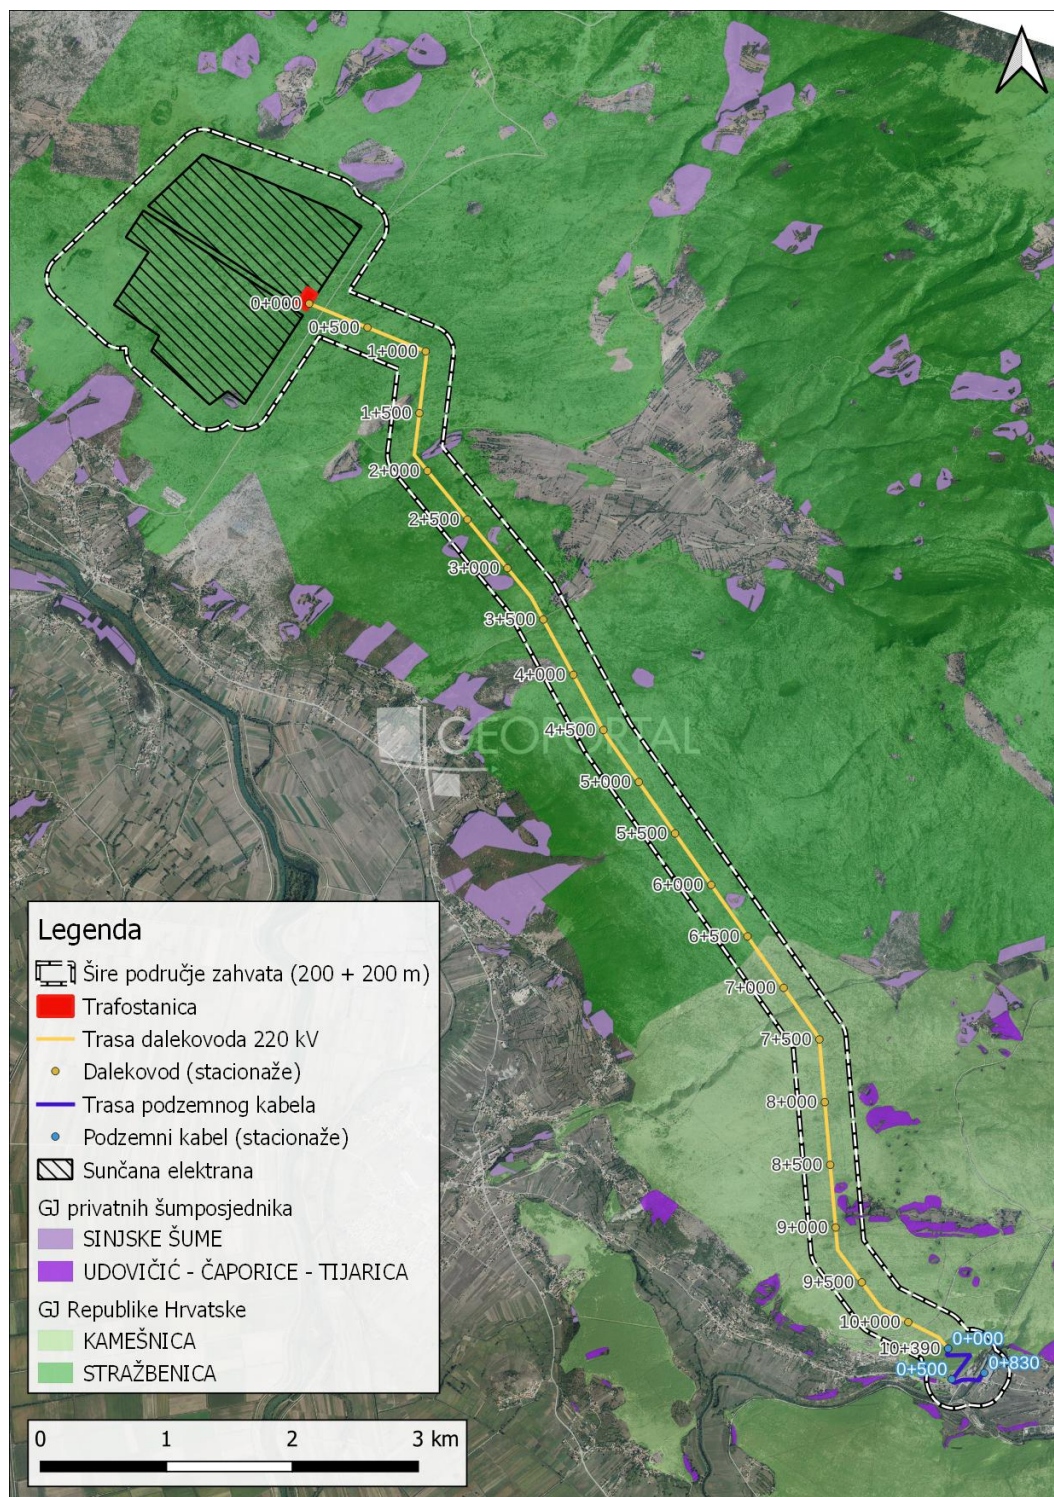 0+000
0+500
1+000
1+500
2+000
2+500
3+000
3+500
4+000
GEOPORTAL
4+500
5+000
5+500
6+000
6+500
7+000
7+500
8+000
8+500
9+000
9+500
10+000
0+000
10+390
0+500
0+830
Legenda
Šire područje zahvata (200 + 200 m)
Trafostanica
Trasa dalekovoda 220 kV
Dalekovod (stacionaže)
Trasa podzemnog kabela
Podzemni kabel (stacionaže)
Sunčana elektrana
GJ privatnih šumposjednika
SINJSKE ŠUME
UDOVIČIĆ - ČAPORICE - TIJARICA
GJ Republike Hrvatske
KAMEŠNICA
STRAŽBENICA
0 1 2 3 km